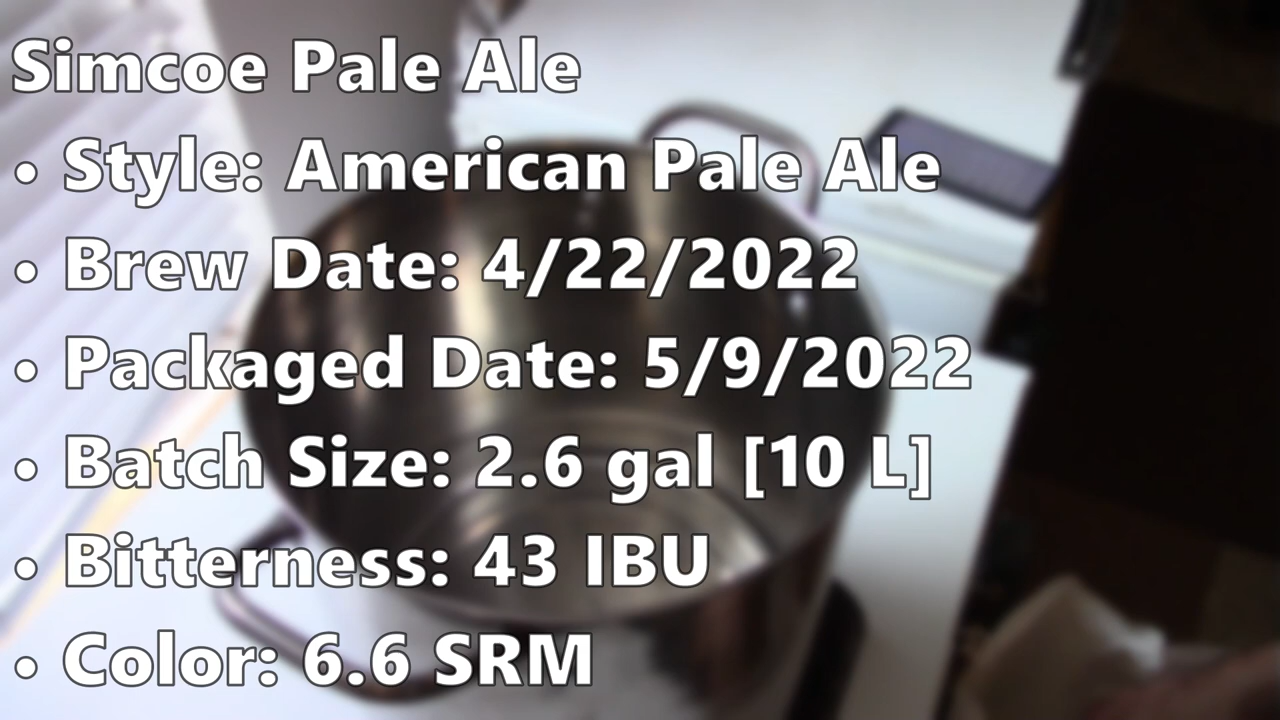 Simcoe Pale Ale
• Style: American Pale Ale
• Brew Date: 4/22/2022
• Packaged Date: 5/9/2022
• Batch Size: 2.6 gal [10 L]
• Bitterness: 43 IBU
• Color: 6.6 SRM